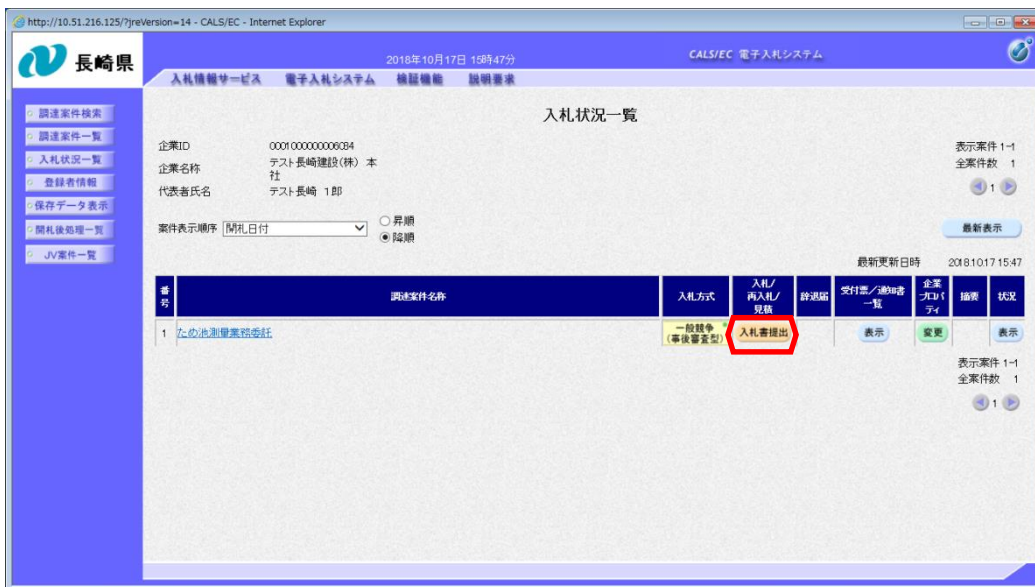 http://10.51.216.125/?jreVersion=14 - CALS/EC - Internet Explorer
長崎県
2018年10月17日 15時47分
CALS/EC 電子入札システム
入札情報サービス 電子入札システム 検証機能 説明要求
調達案件検索
調達案件一覧
入札状況一覧
登録者情報
保存データ表示
開札後処理一覧
JV案件一覧
入札状況一覧
企業ID 0001000000006084
企業名称 テスト長崎建設(株) 本
社
代表者氏名 テスト長崎 1郎
表示案件 1-1
全案件数 1
1
案件表示順序 開札日付
昇順
降順
最新表示
最新更新日時 2018.10.17 15:47
番号 調達案件名称 入札方式 入札/再入札/見積 辞退届 受付票/通知書一覧 企業プロパティ 摘要 状況
1 ため池測量業務委託 一般競争(事後審査型) 入札書提出 表示 変更 表示
表示案件 1-1
全案件数 1
1